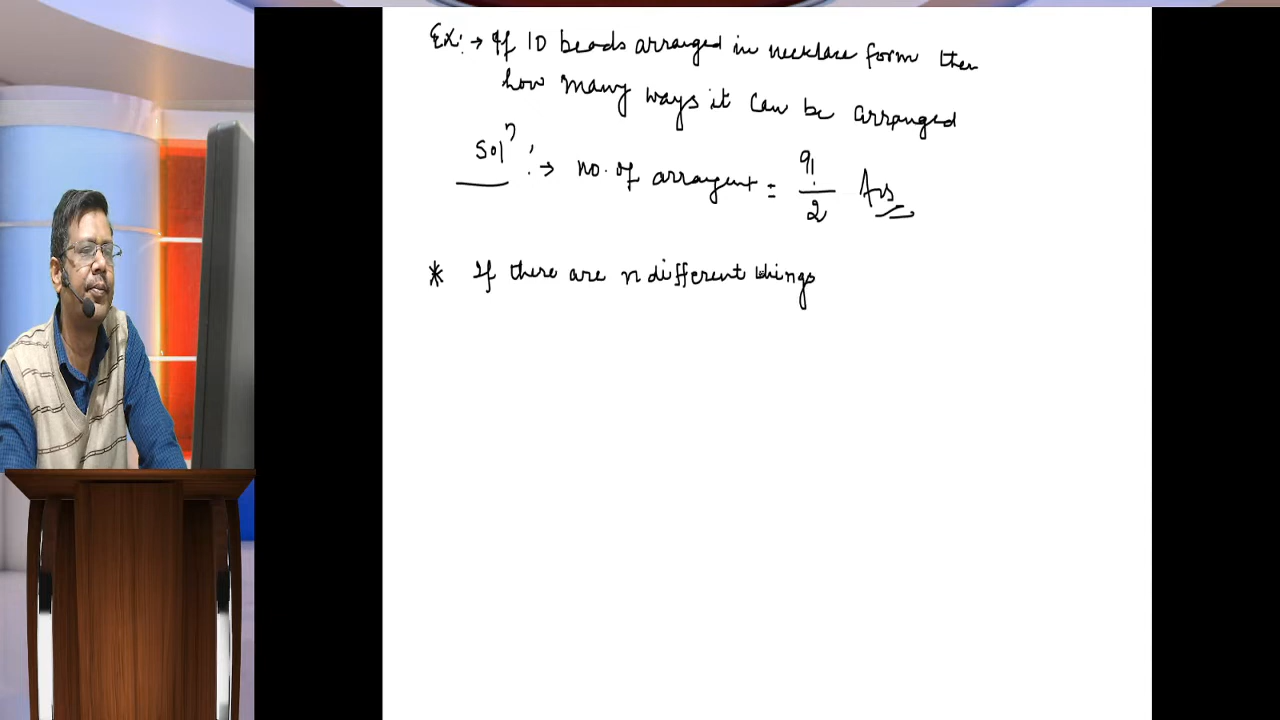 Ex: → If 10 beads arranged in necklace form then
how many ways it can be arranged
Solⁿ : → no. of arragent = 9!/2 Ans
* If there are n different things